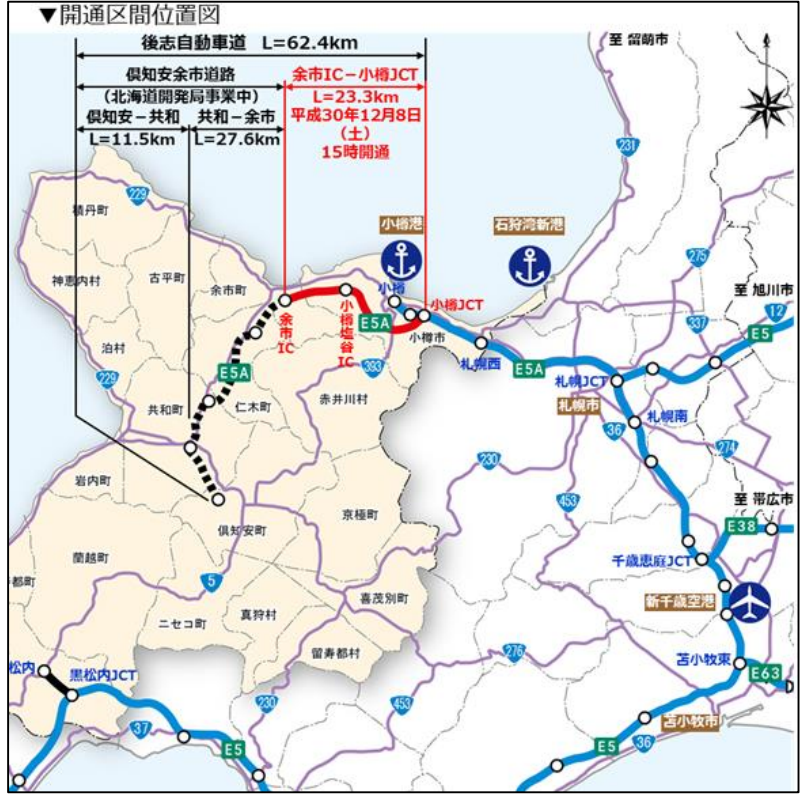 ▼開通区間位置図
後志自動車道 L=62.4km
倶知安余市道路
(北海道開発局事業中)
倶知安－共和
L=11.5km
共和－余市
L=27.6km
余市IC－小樽JCT
L=23.3km
平成30年12月8日
(土)
15時開通
至 留萌市
231
229
積丹町
小樽港
石狩湾新港
275
神恵内村
古平町
余市町
小樽
小樽JCT
至 旭川市
12
余市IC
小樽塩谷IC
E5A
小樽市
337
E5
泊村
E5A
393
札幌西
E5A
229
札幌JCT
共和町
仁木町
赤井川村
札幌市
札幌南
36
274
岩内町
230
453
至 帯広市
京極町
倶知安町
E38
蘭越町
千歳恵庭JCT
都町
5
喜茂別町
新千歳空港
ニセコ町
真狩村
留寿都村
276
松内
黒松内JCT
苫小牧東
E63
230
453
苫小牧市
37
E5
E5
36